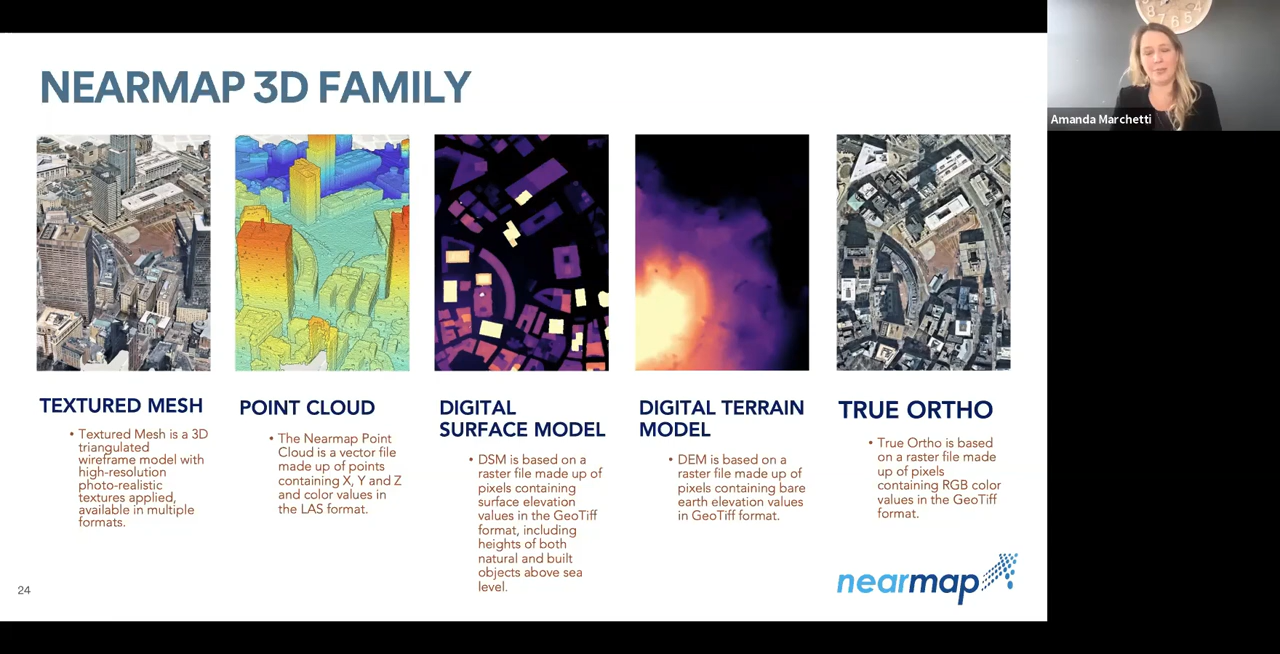 NEARMAP 3D FAMILY
Amanda Marchetti
TEXTURED MESH
• Textured Mesh is a 3D
triangulated
wireframe model with
high-resolution
photo-realistic
textures applied,
available in multiple
formats.
POINT CLOUD
• The Nearmap Point
Cloud is a vector file
made up of points
containing X, Y and Z
and color values in
the LAS format.
DIGITAL
SURFACE MODEL
• DSM is based on a
raster file made up of
pixels containing
surface elevation
values in the GeoTiff
format, including
heights of both
natural and built
objects above sea
level.
DIGITAL TERRAIN
MODEL
• DEM is based on a
raster file made up of
pixels containing bare
earth elevation values
in GeoTiff format.
TRUE ORTHO
• True Ortho is based
on a raster file made
up of pixels
containing RGB color
values in the GeoTiff
format.
24
nearmap